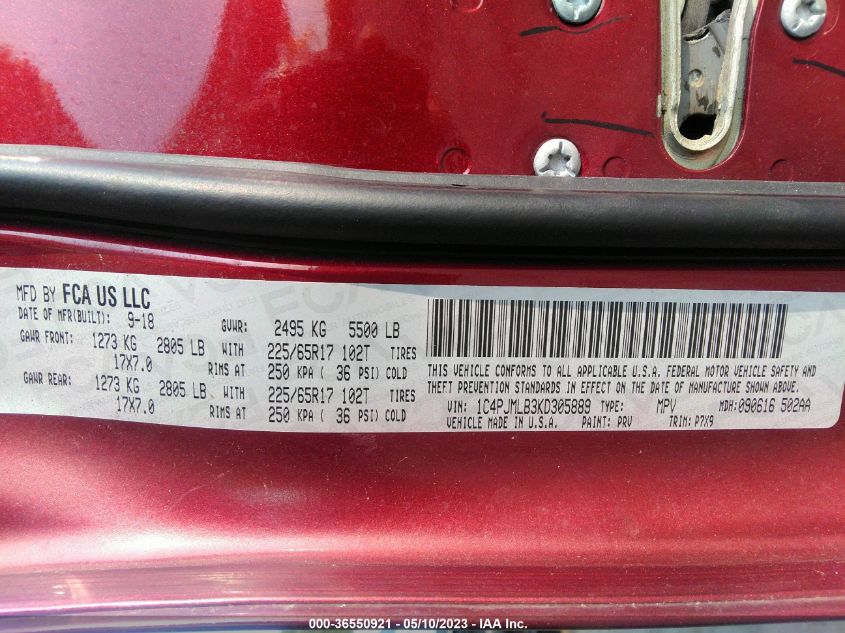 MFD BY FCA US LLC
DATE OF MFR(BUILT): 9-18 GVWR: 2495 KG 5500 LB
GAWR FRONT: 1273 KG 2805 LB WITH 225/65R17 102T TIRES
17X7.0 RIMS AT 250 KPA ( 36 PSI) COLD
GAWR REAR: 1273 KG 2805 LB WITH 225/65R17 102T TIRES
17X7.0 RIMS AT 250 KPA ( 36 PSI) COLD
THIS VEHICLE CONFORMS TO ALL APPLICABLE U.S.A. FEDERAL MOTOR VEHICLE SAFETY AND
THEFT PREVENTION STANDARDS IN EFFECT ON THE DATE OF MANUFACTURE SHOWN ABOVE.
VIN: 1C4PJMLB3KD305889 TYPE: MPV MDH:090616 502AA
VEHICLE MADE IN U.S.A. PAINT: PRV TRIM: P7X9
000-36550921 - 05/10/2023 - IAA Inc.